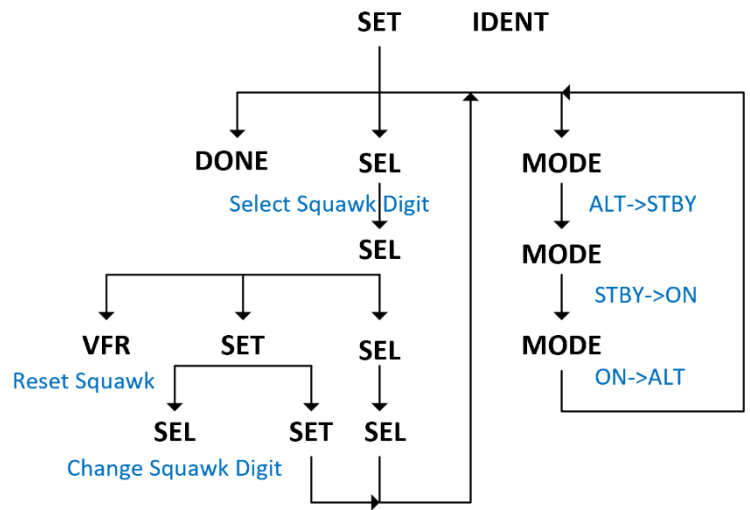 SET IDENT
DONE SEL MODE
Select Squawk Digit ALT->STBY
SEL MODE
STBY->ON
VFR SET SEL MODE
Reset Squawk ON->ALT
SEL SET SEL
Change Squawk Digit